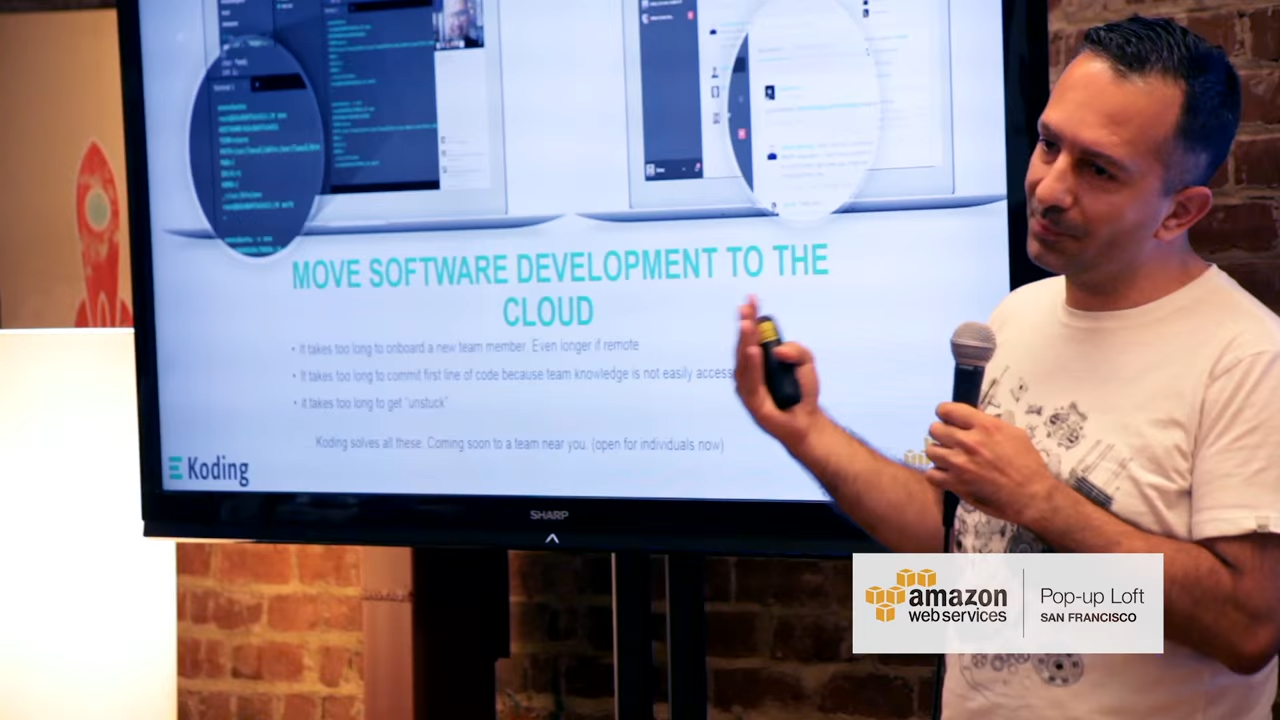 MOVE SOFTWARE DEVELOPMENT TO THE
CLOUD
• It takes too long to onboard a new team member. Even longer if remote
• It takes too long to commit first line of code because team knowledge is not easily access
• It takes too long to get "unstuck"
Koding solves all these. Coming soon to a team near you. (open for individuals now)
Koding
SHARP
amazon
web services
Pop-up Loft
SAN FRANCISCO